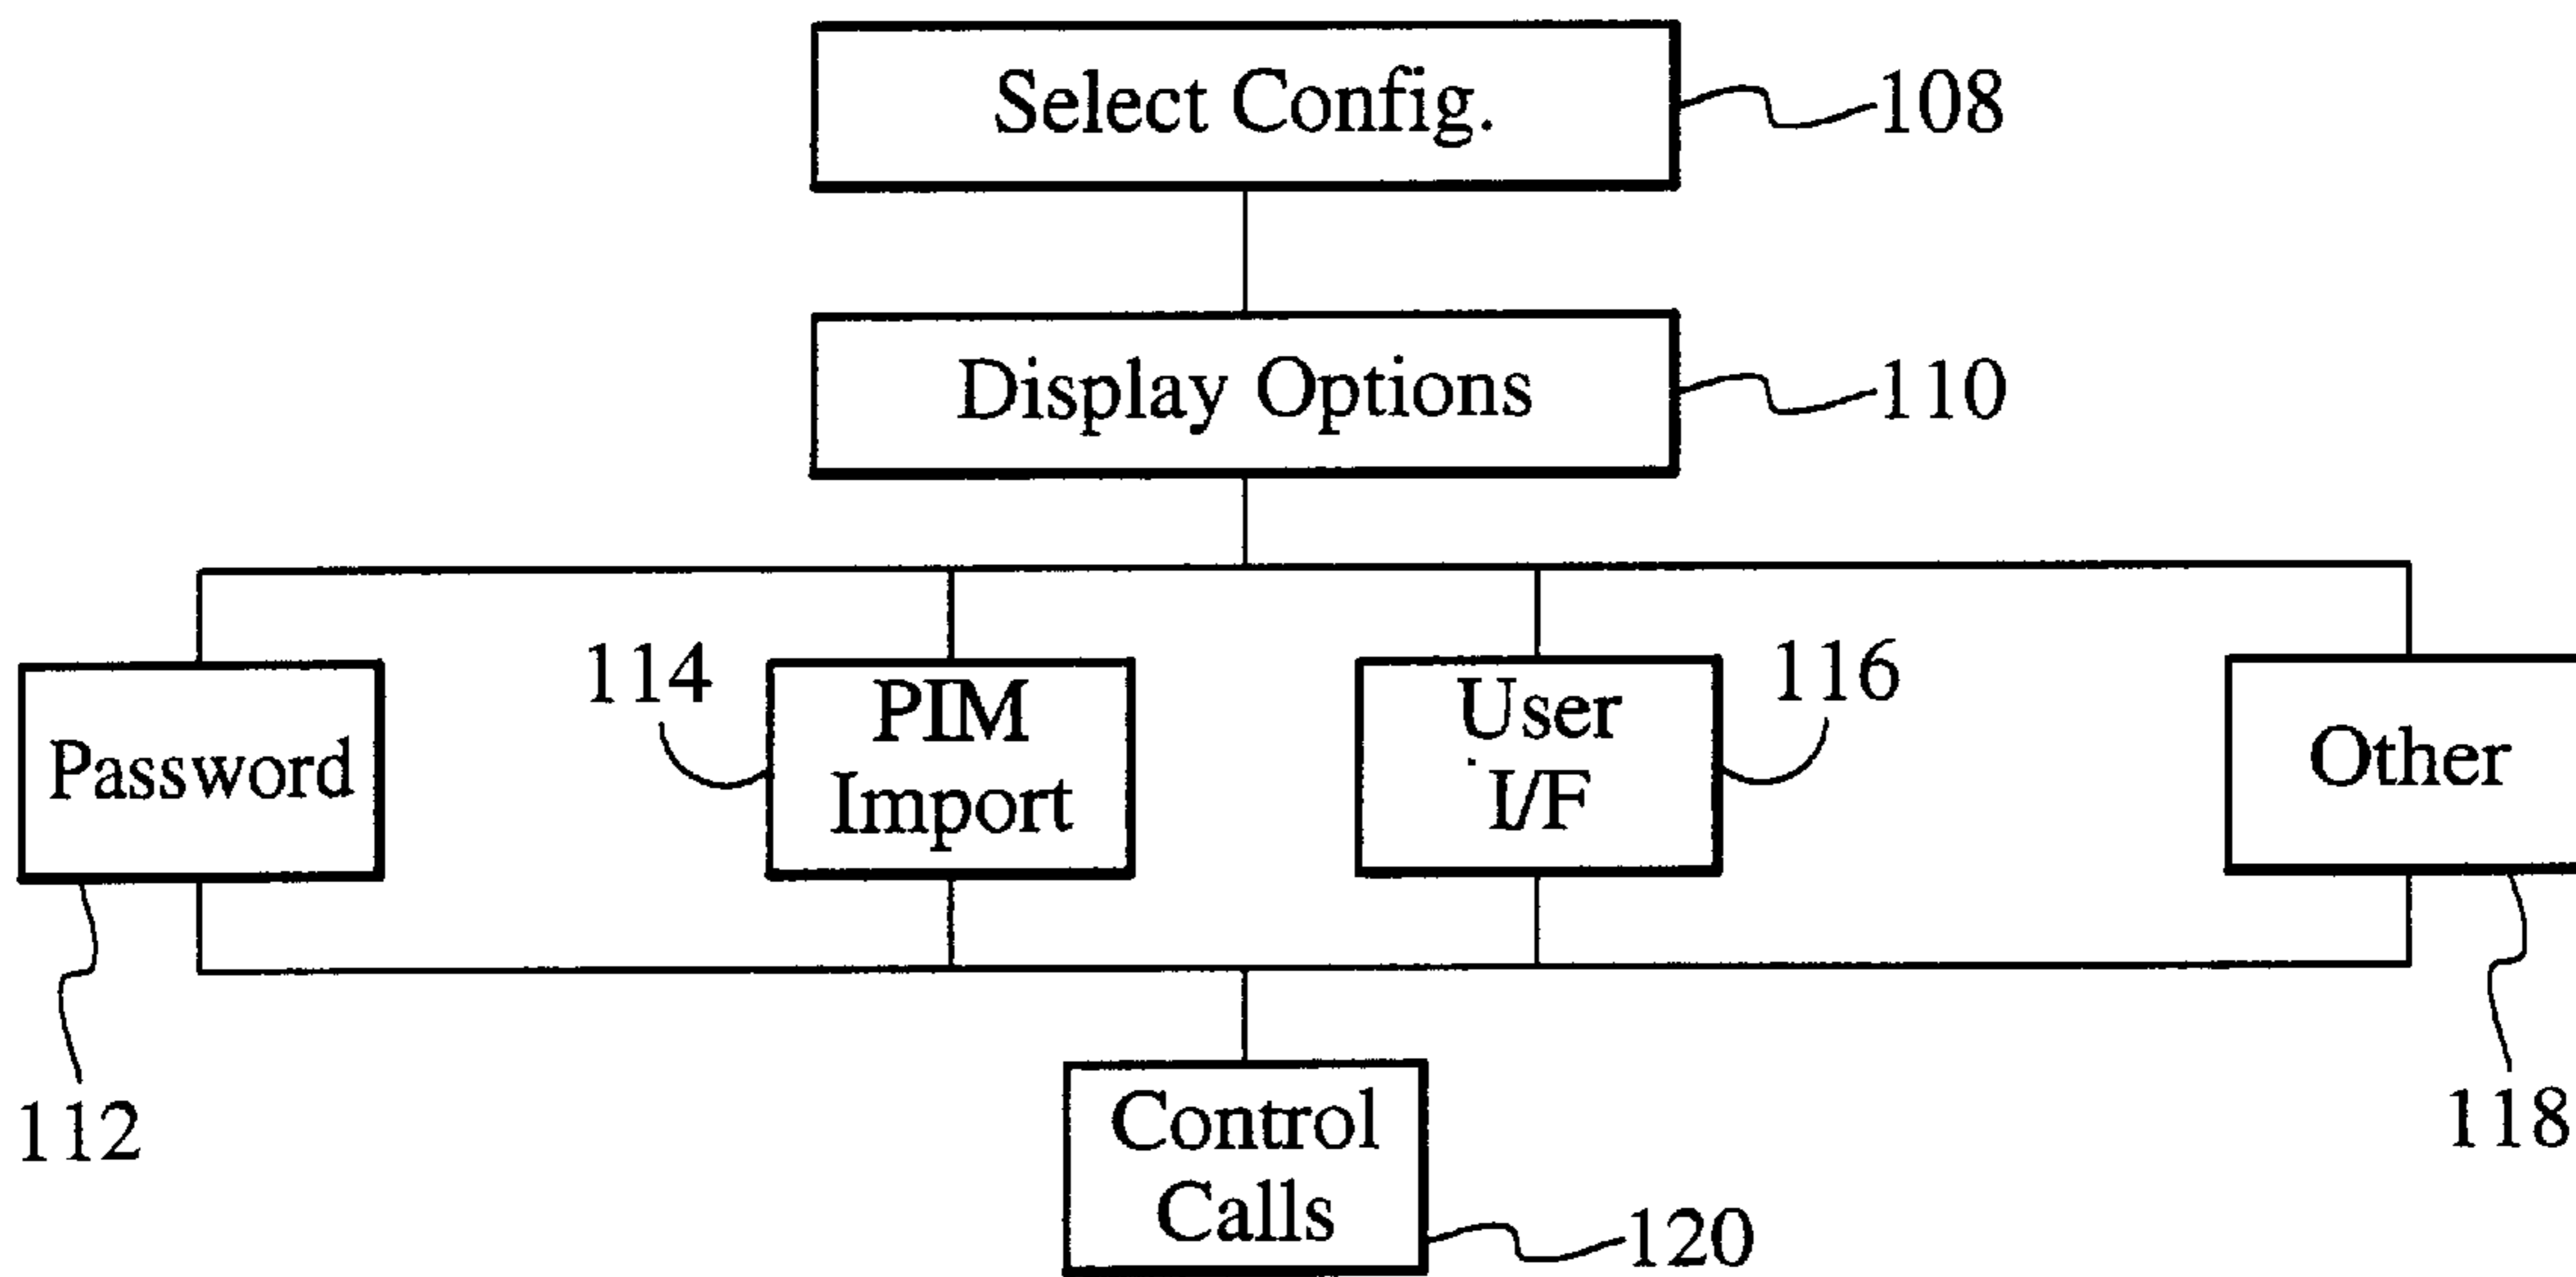 Select Config.
108
Display Options
110
114
116
Password
PIM
Import
User
I/F
Other
112
118
Control
Calls
120